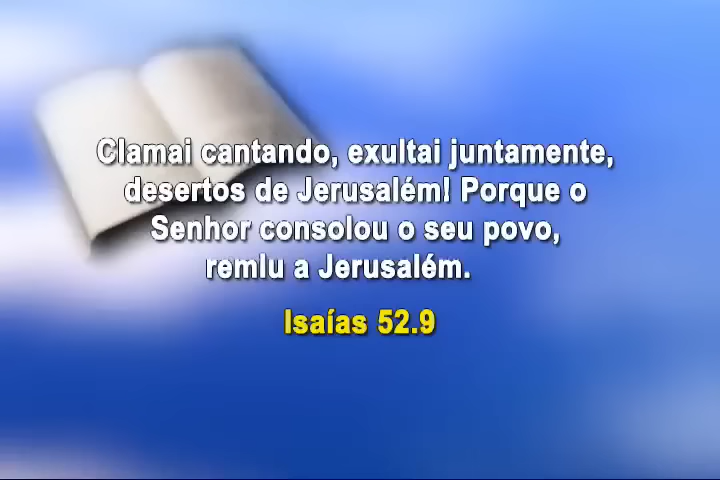 Clamai cantando, exultai juntamente,
desertos de Jerusalém! Porque o
Senhor consolou o seu povo,
remiu a Jerusalém.
Isaías 52.9